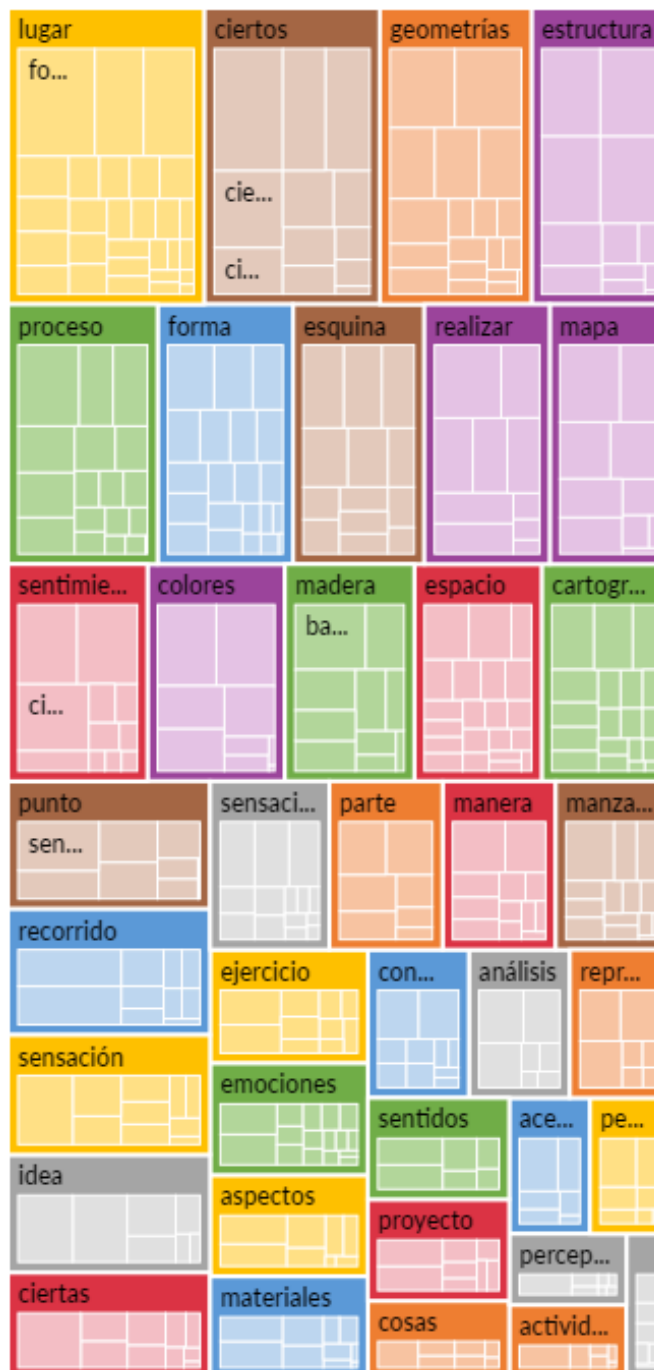 lugar
fo...
ciertos
cie...
ci...
geometrías
estructura
proceso
forma
esquina
realizar
mapa
sentimie...
ci...
colores
madera
ba...
espacio
cartogr...
punto
sen...
sensaci...
parte
manera
manza...
recorrido
ejercicio
con...
análisis
repr...
sensación
emociones
sentidos
ace...
pe...
idea
aspectos
proyecto
percep...
ciertas
materiales
cosas
activid...